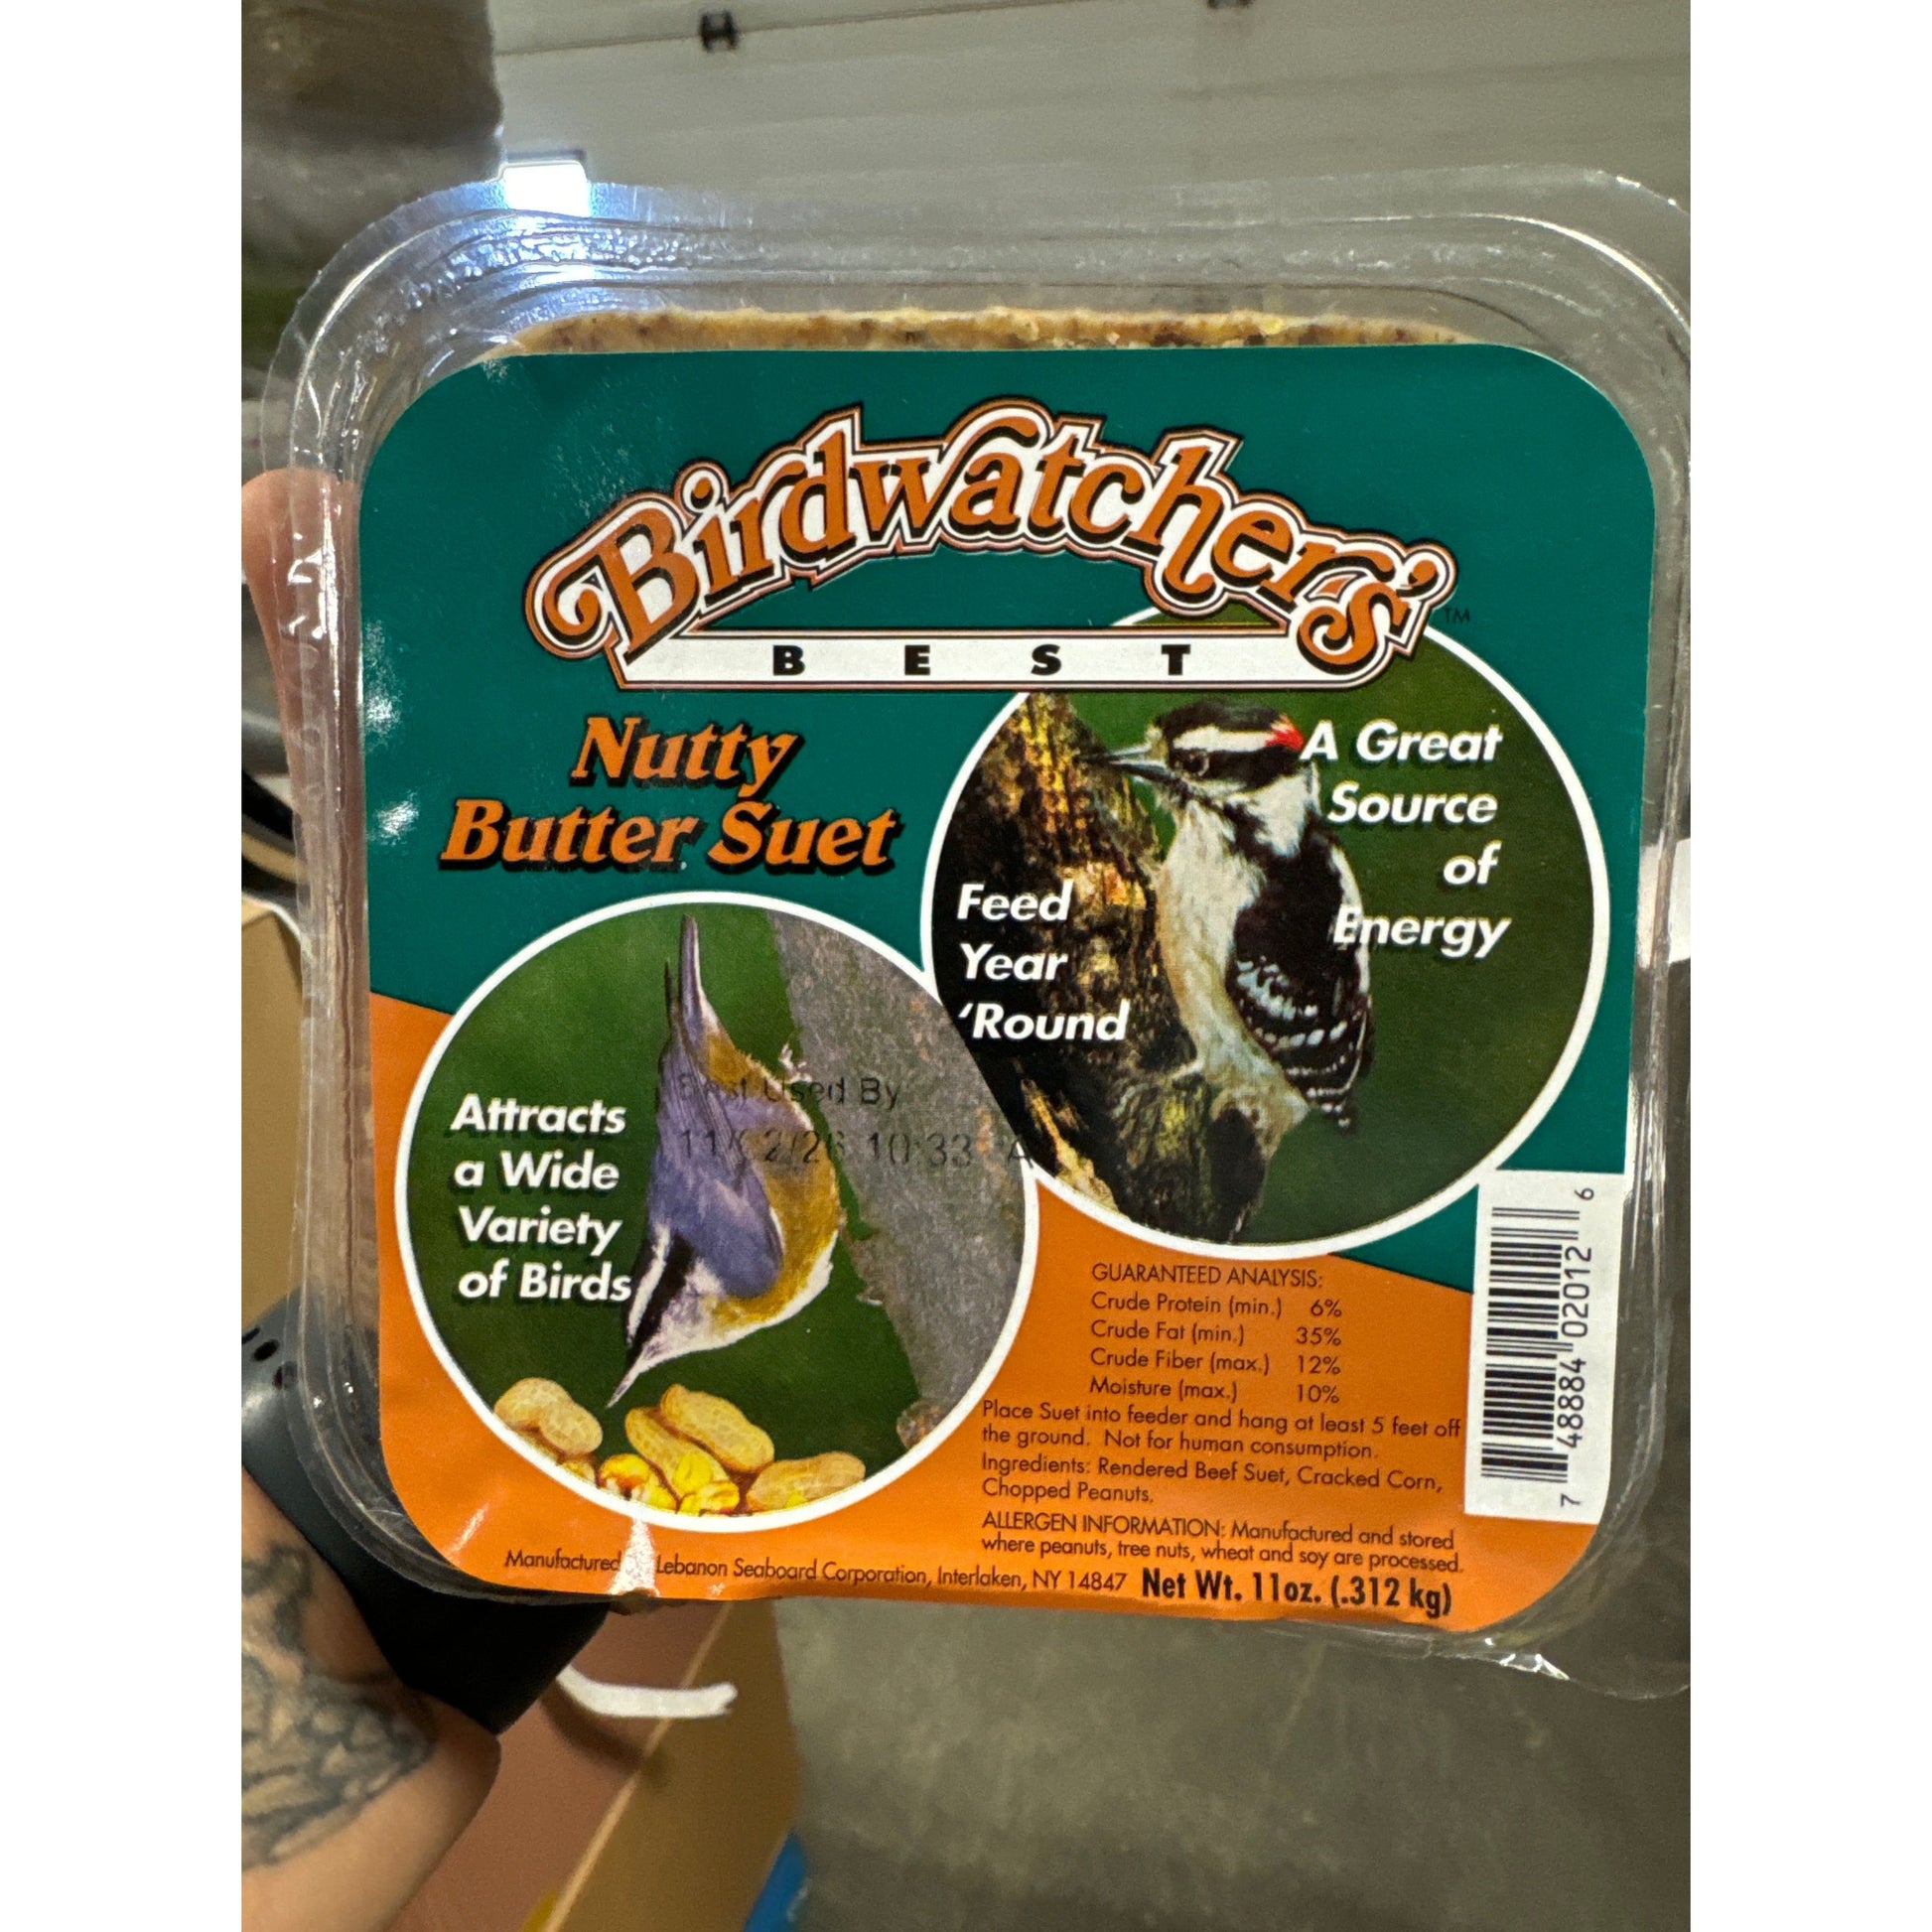 Birdwatcher's™
BEST
Nutty
Butter Suet
A Great
Source
of
Energy
Feed
Year
'Round
Attracts
a Wide
Variety
of Birds
Best Used By
10:33 A
GUARANTEED ANALYSIS:
Crude Protein (min.) 6%
Crude Fat (min.) 35%
Crude Fiber (max.) 12%
Moisture (max.) 10%
Place Suet into feeder and hang at least 5 feet off
the ground. Not for human consumption.
Ingredients: Rendered Beef Suet, Cracked Corn,
Chopped Peanuts.
ALLERGEN INFORMATION: Manufactured and stored
where peanuts, tree nuts, wheat and soy are processed.
Manufactured Lebanon Seaboard Corporation, Interlaken, NY 14847
Net Wt. 11oz. (.312 kg)
7 48884 02012 6